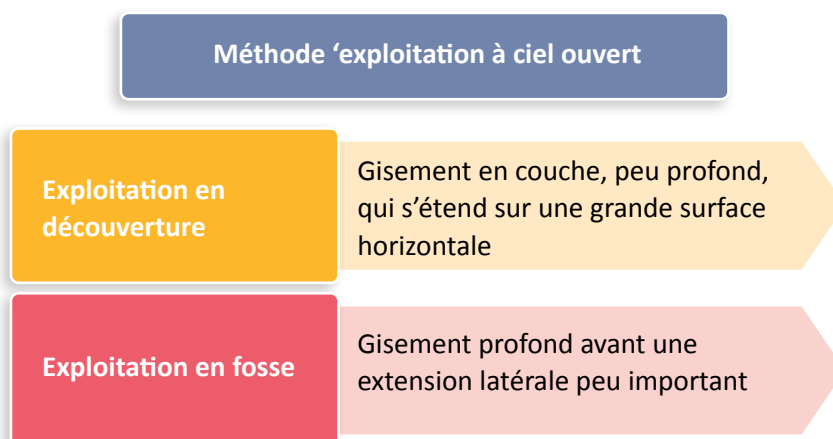 Méthode ‘exploitation à ciel ouvert
Exploitation en
découverture
Gisement en couche, peu profond,
qui s’étend sur une grande surface
horizontale
Exploitation en fosse
Gisement profond avant une
extension latérale peu important